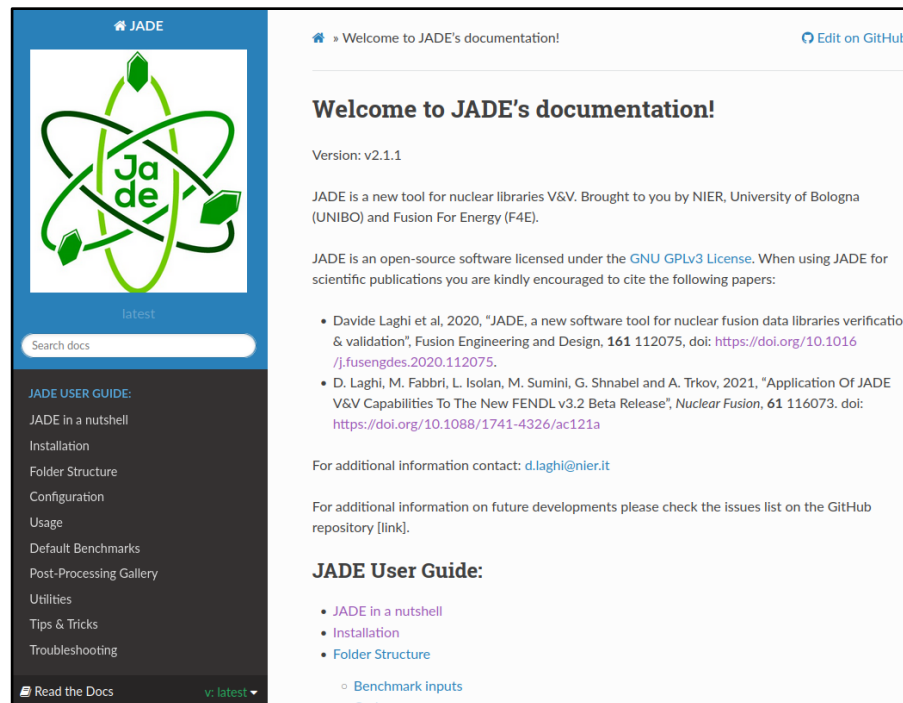 JADE
Ja
de
latest
Search docs
JADE USER GUIDE:
JADE in a nutshell
Installation
Folder Structure
Configuration
Usage
Default Benchmarks
Post-Processing Gallery
Utilities
Tips & Tricks
Troubleshooting
Read the Docs
v: latest
» Welcome to JADE's documentation!
Edit on GitHub
Welcome to JADE's documentation!
Version: v2.1.1
JADE is a new tool for nuclear libraries V&V. Brought to you by NIER, University of Bologna
(UNIBO) and Fusion For Energy (F4E).
JADE is an open-source software licensed under the GNU GPLv3 License. When using JADE for
scientific publications you are kindly encouraged to cite the following papers:
• Davide Laghi et al, 2020, “JADE, a new software tool for nuclear fusion data libraries verificatio
& validation”, Fusion Engineering and Design, 161 112075, doi: https://doi.org/10.1016
/j.fusengdes.2020.112075.
• D. Laghi, M. Fabbri, L. Isolan, M. Sumini, G. Shnabel and A. Trkov, 2021, “Application Of JADE
V&V Capabilities To The New FENDL v3.2 Beta Release”, Nuclear Fusion, 61 116073. doi:
https://doi.org/10.1088/1741-4326/ac121a
For additional information contact: d.laghi@nier.it
For additional information on future developments please check the issues list on the GitHub
repository [link].
JADE User Guide:
• JADE in a nutshell
• Installation
• Folder Structure
◦ Benchmark inputs